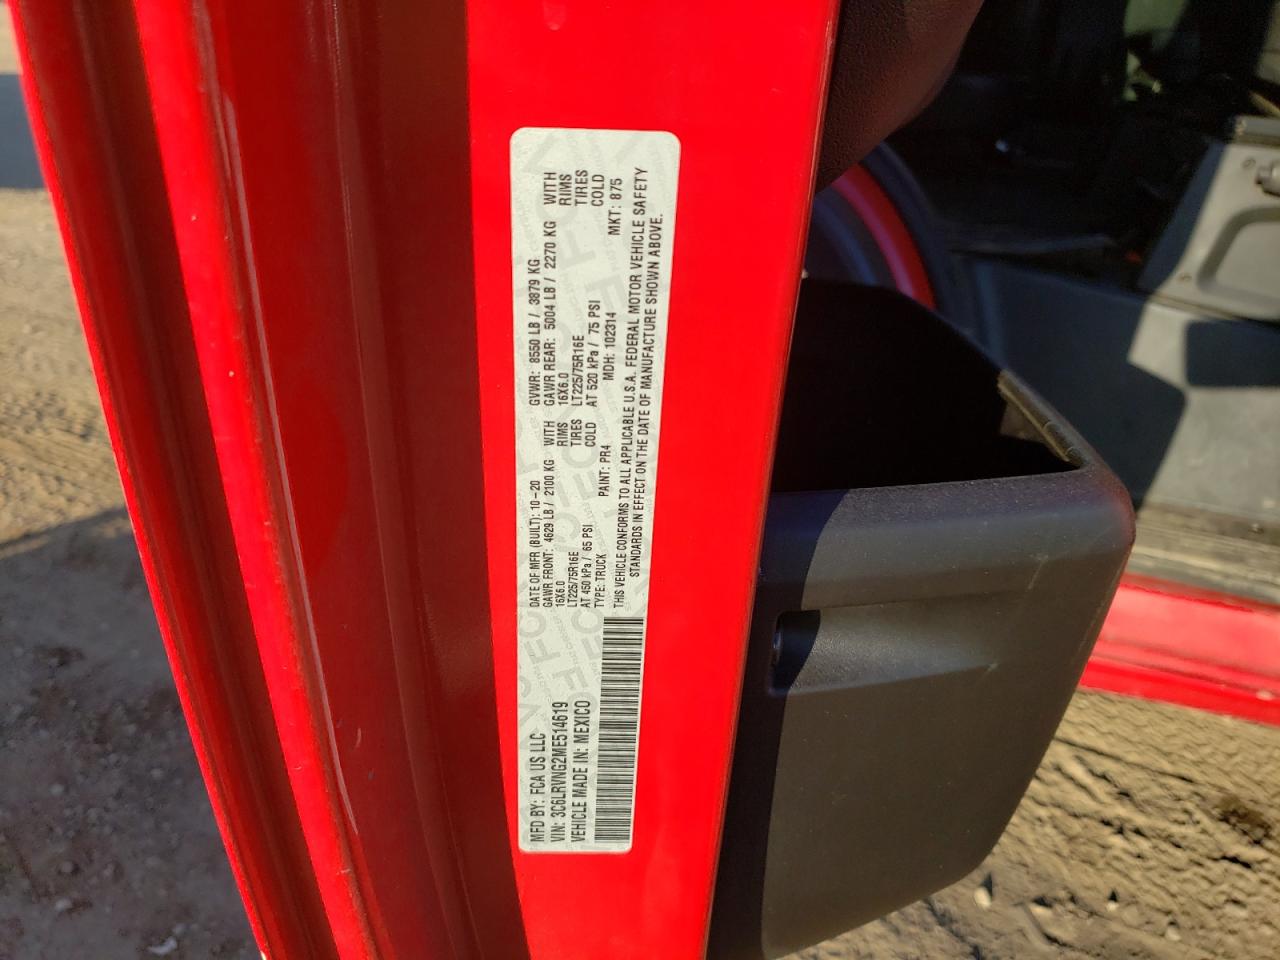 MFD BY: FCA US LLC
DATE OF MFR (BUILT): 10-20
GVWR: 8550 LB / 3879 KG
VIN: 3C6LRVNG2ME514619
GAWR FRONT: 4629 LB / 2100 KG WITH
GAWR REAR: 5004 LB / 2270 KG WITH
VEHICLE MADE IN: MEXICO
16X6.0 RIMS
16X6.0 RIMS
LT225/75R16E TIRES
LT225/75R16E TIRES
AT 450 kPa / 65 PSI COLD
AT 520 kPa / 75 PSI COLD
TYPE: TRUCK PAINT: PR4 MDH: 102314 MKT: 875
THIS VEHICLE CONFORMS TO ALL APPLICABLE U.S.A. FEDERAL MOTOR VEHICLE SAFETY
STANDARDS IN EFFECT ON THE DATE OF MANUFACTURE SHOWN ABOVE.